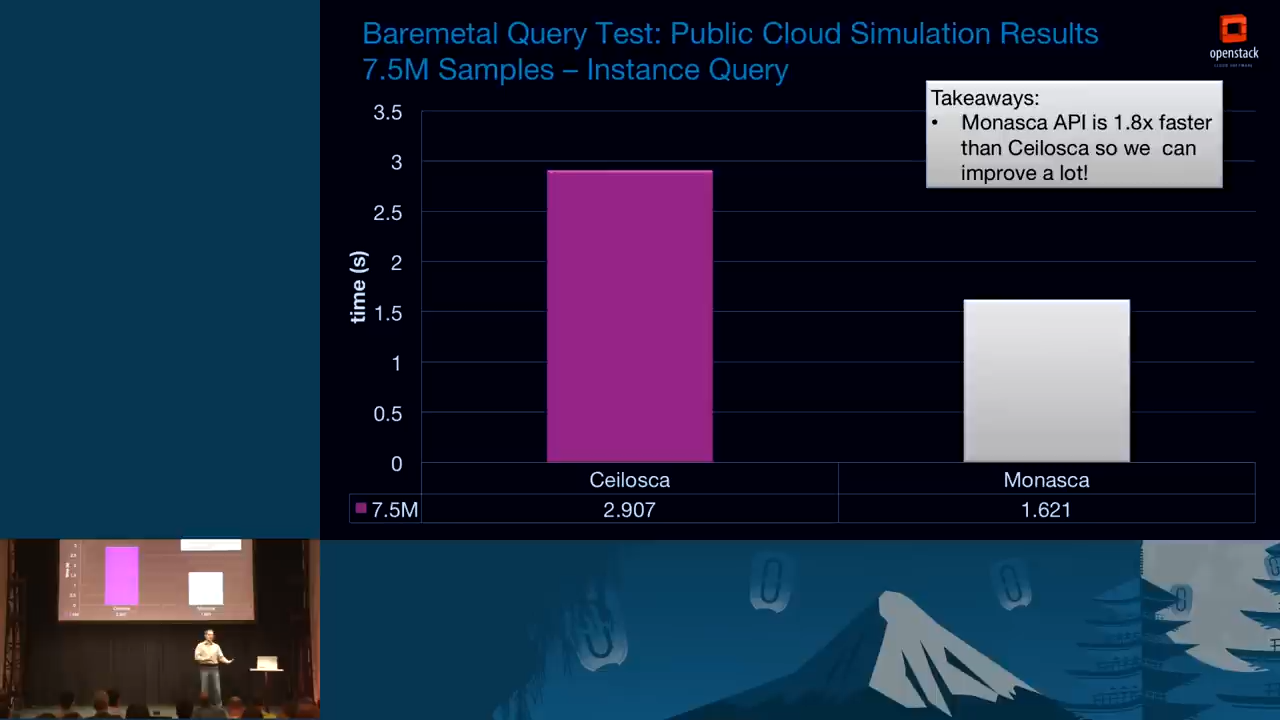 Baremetal Query Test: Public Cloud Simulation Results
7.5M Samples – Instance Query
openstack
CLOUD SOFTWARE
Takeaways:
• Monasca API is 1.8x faster
than Ceilosca so we can
improve a lot!
3.5
3
2.5
2
1.5
1
0.5
0
time (s)
Ceilosca Monasca
7.5M 2.907 1.621